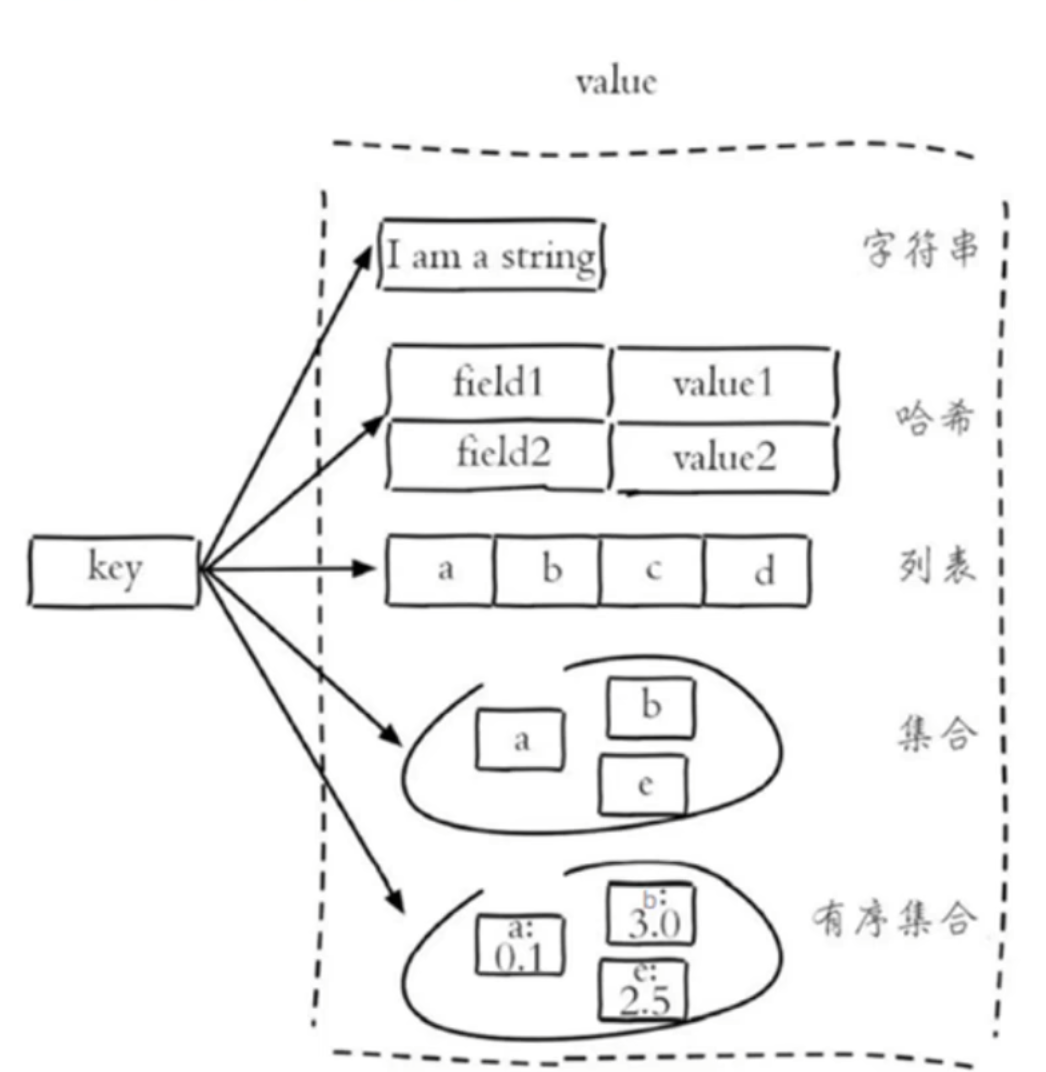 value
I am a string
字符串
field1 value1
哈希
field2 value2
key
a b c d
列表
a
b
e
集合
a:
0.1
b:
3.0
e:
2.5
有序集合